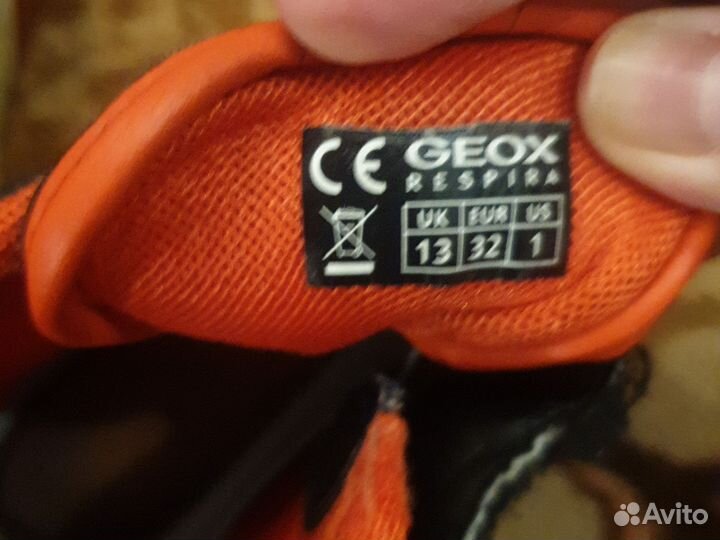 CE GEOX
RESPIRA
UK EUR US
13 32 1
Avito